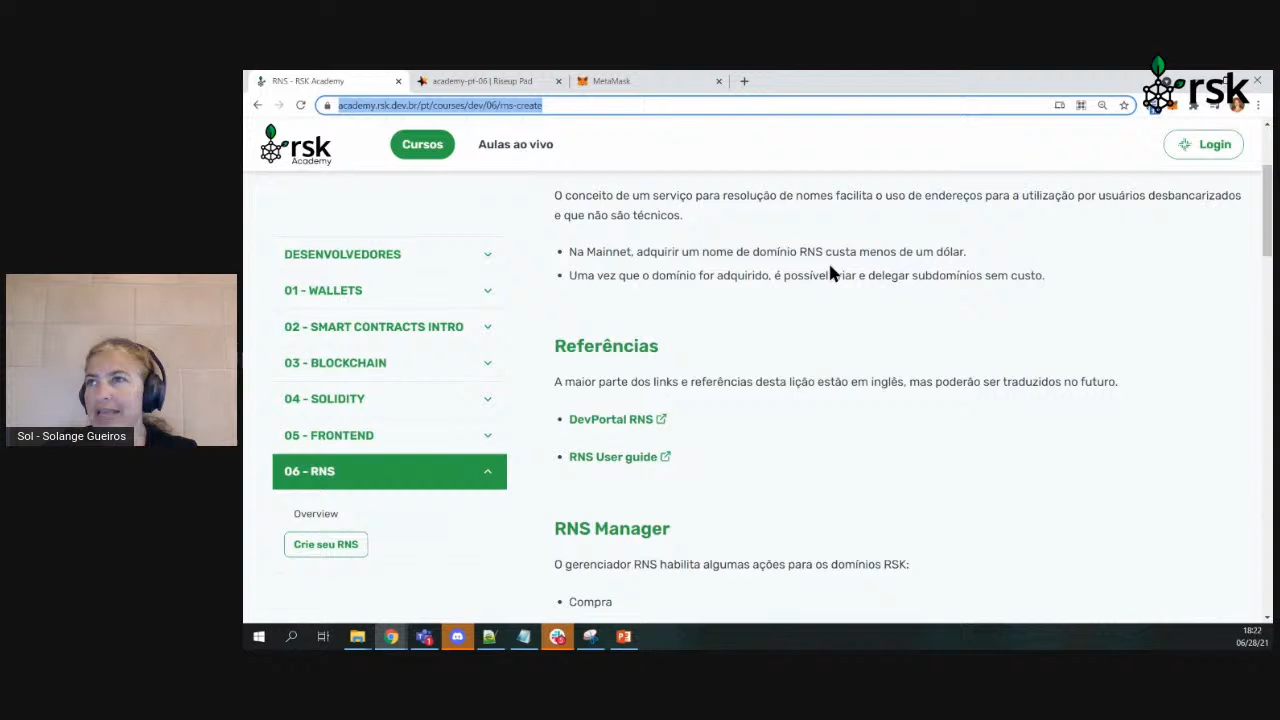 rsk
RNS - RSK Academy
academy-pt-06 | Riseup Pad
MetaMask
academy.rsk.dev.br/pt/courses/dev/06/rns-create
rsk
Academy
Cursos
Aulas ao vivo
Login
O conceito de um serviço para resolução de nomes facilita o uso de endereços para a utilização por usuários desbancarizados
e que não são técnicos.
• Na Mainnet, adquirir um nome de domínio RNS custa menos de um dólar.
• Uma vez que o domínio for adquirido, é possível criar e delegar subdomínios sem custo.
DESENVOLVEDORES
01 - WALLETS
02 - SMART CONTRACTS INTRO
03 - BLOCKCHAIN
04 - SOLIDITY
05 - FRONTEND
06 - RNS
Overview
Crie seu RNS
Referências
A maior parte dos links e referências desta lição estão em inglês, mas poderão ser traduzidos no futuro.
• DevPortal RNS
• RNS User guide
RNS Manager
O gerenciador RNS habilita algumas ações para os domínios RSK:
• Compra
Sol - Solange Gueiros
18:22
06/28/21